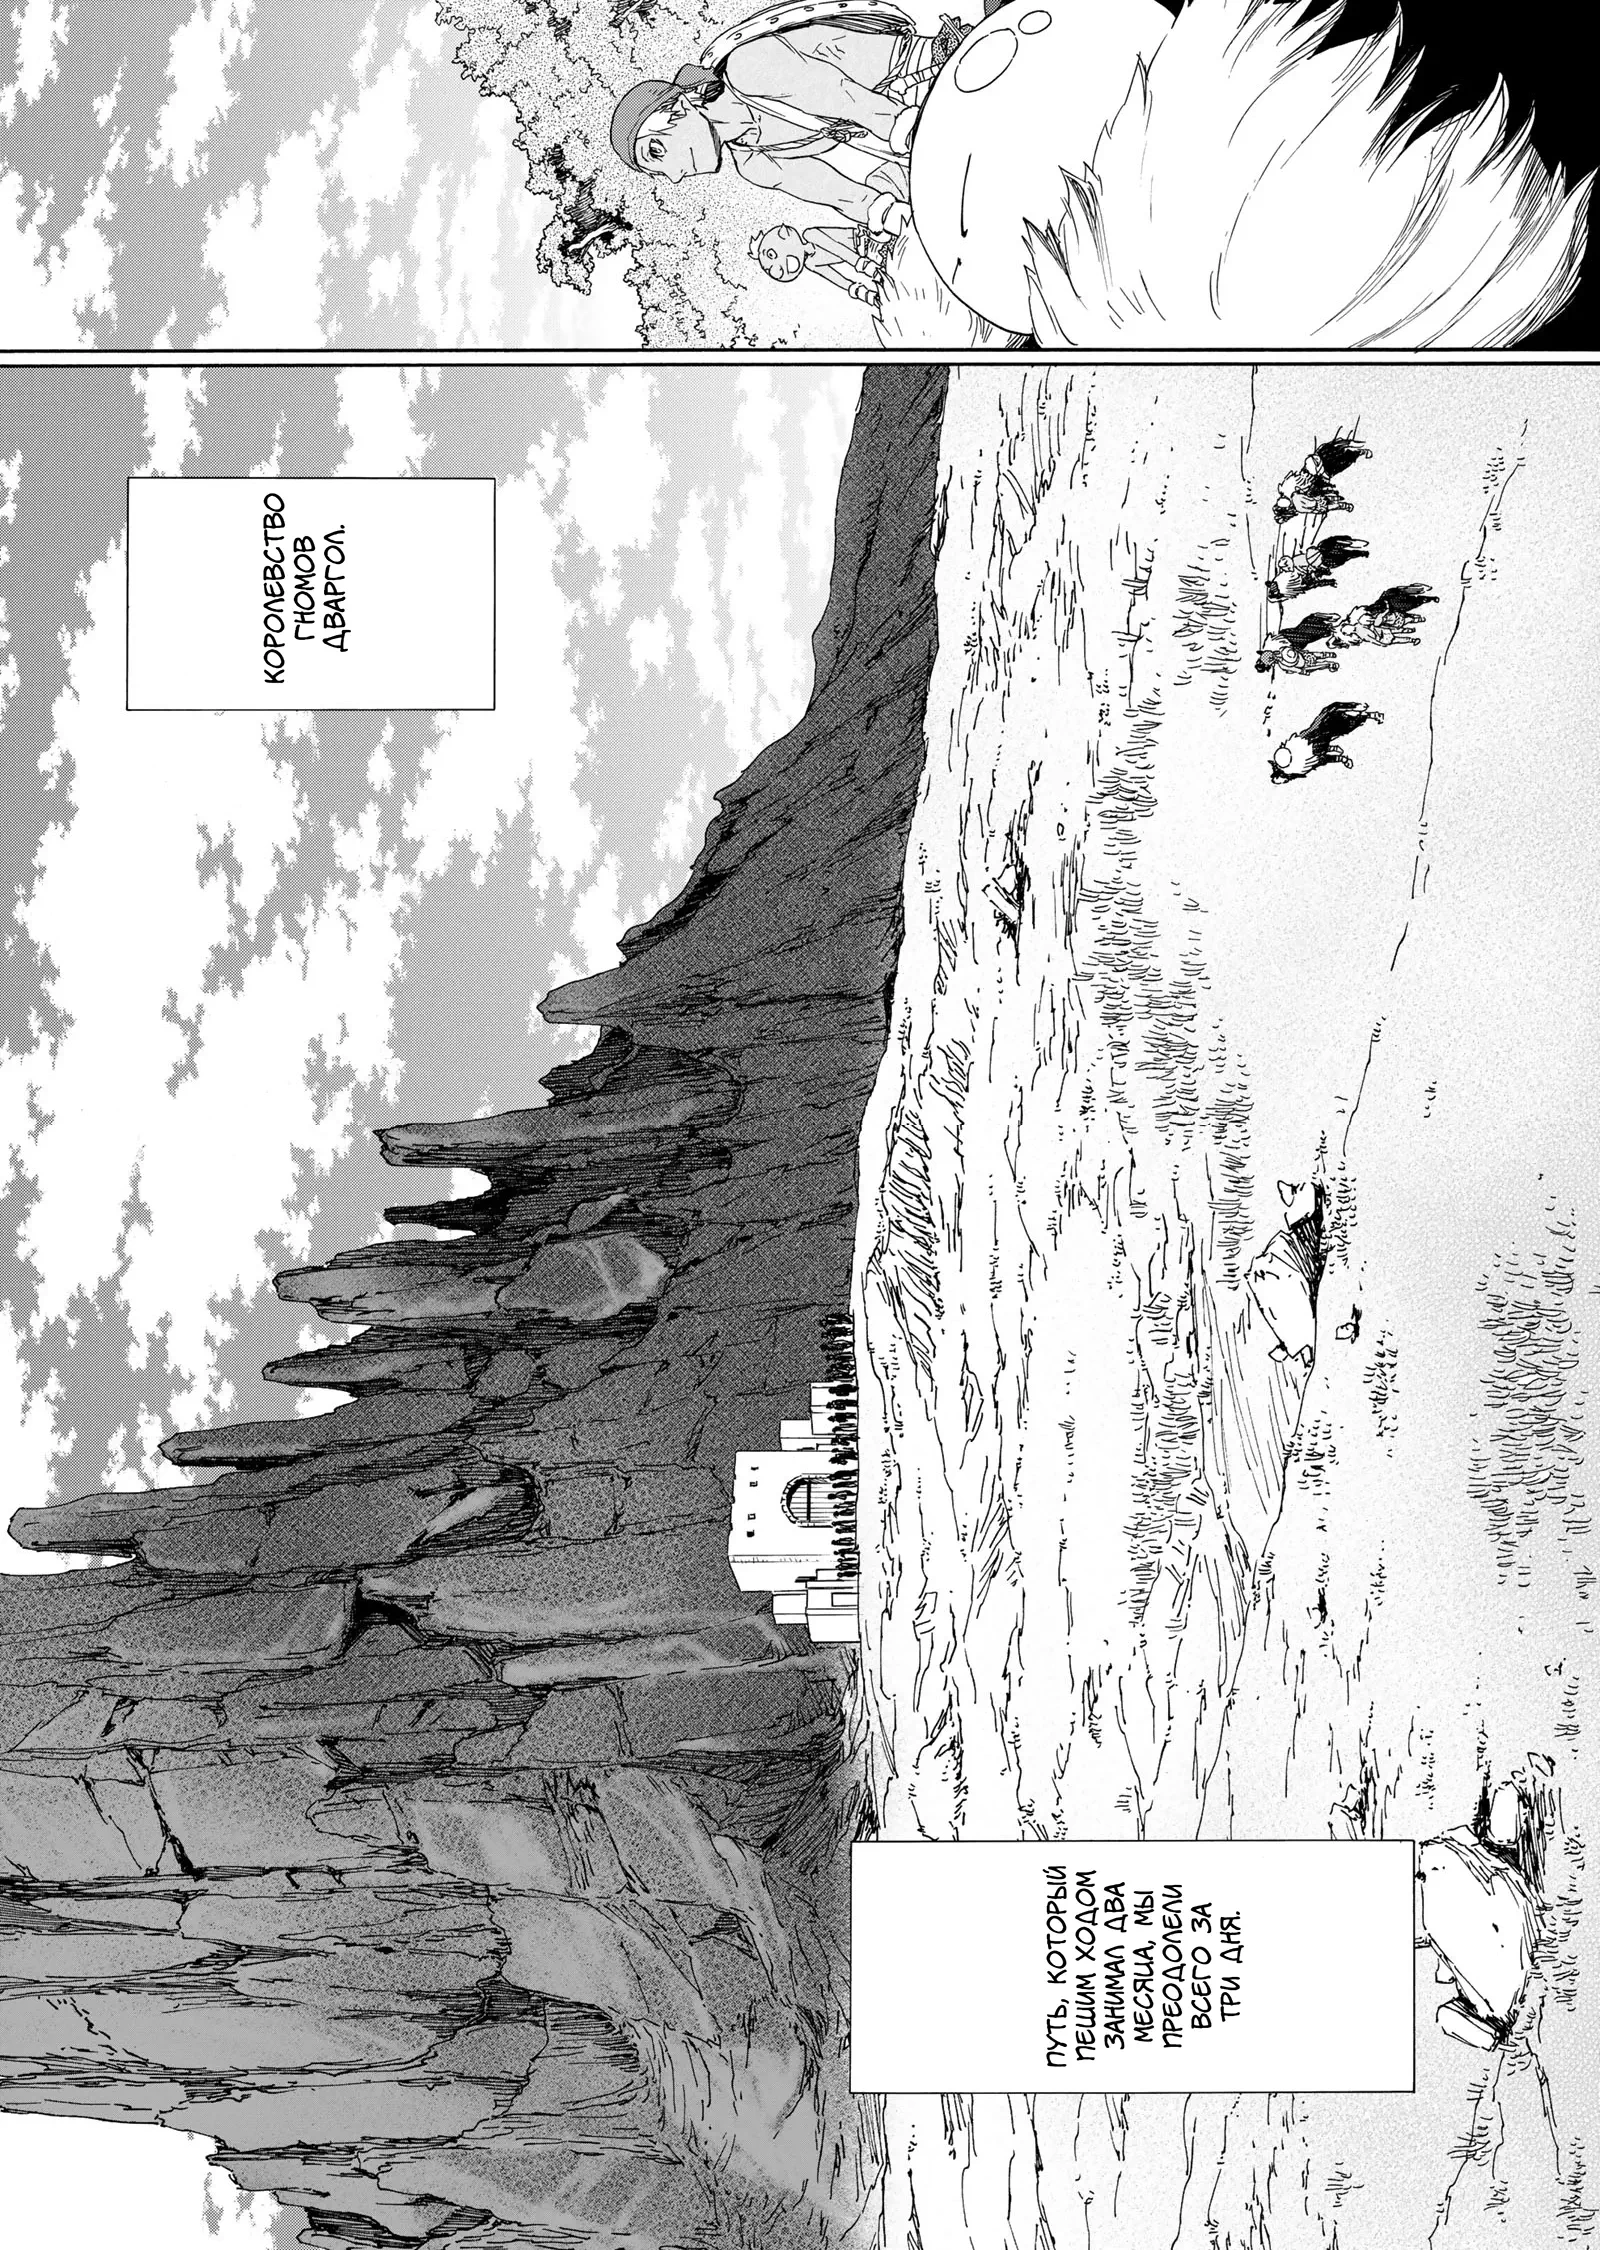 КОРОЛЕВСТВО
ГНОМОВ
ДВАРГОЛ.
ПУТЬ, КОТОРЫЙ
ПЕШИМ ХОДОМ
ЗАНИМАЛ ДВА
МЕСЯЦА, МЫ
ПРЕОДОЛЕЛИ
ВСЕГО ЗА
ТРИ ДНЯ.